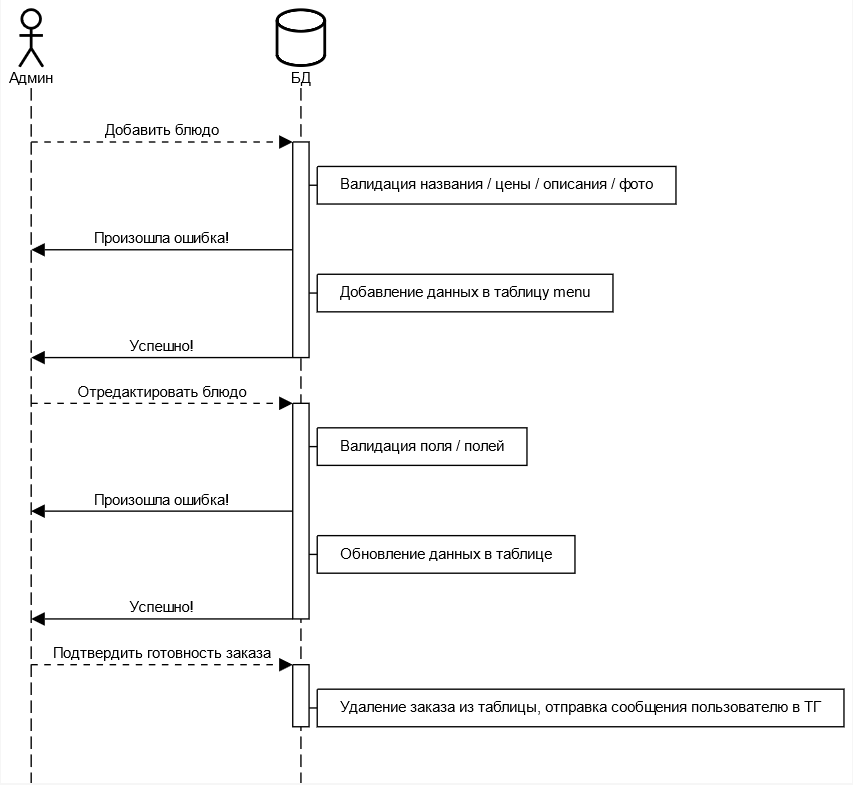 Админ
БД
Добавить блюдо
Валидация названия / цены / описания / фото
Произошла ошибка!
Добавление данных в таблицу menu
Успешно!
Отредактировать блюдо
Валидация поля / полей
Произошла ошибка!
Обновление данных в таблице
Успешно!
Подтвердить готовность заказа
Удаление заказа из таблицы, отправка сообщения пользователю в ТГ